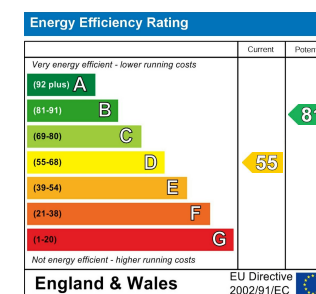 Energy Efficiency Rating
Current
Poten
Very energy efficient - lower running costs
(92 plus) A
(81-91) B
81
(69-80) C
(55-68) D
55
(39-54) E
(21-38) F
(1-20) G
Not energy efficient - higher running costs
England & Wales
EU Directive
2002/91/EC